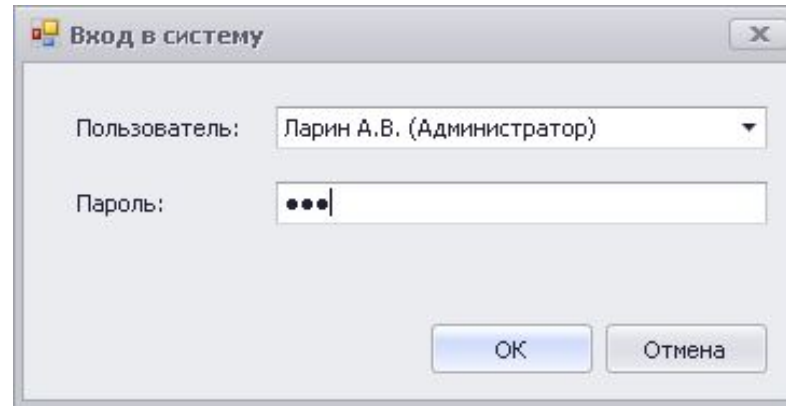 Вход в систему
Пользователь: Ларин А.В. (Администратор)
Пароль: •••
ОК Отмена